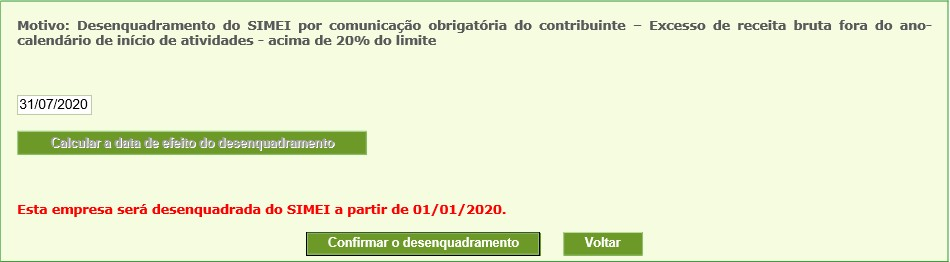 Motivo: Desenquadramento do SIMEI por comunicação obrigatória do contribuinte – Excesso de receita bruta fora do ano-
calendário de início de atividades - acima de 20% do limite
31/07/2020
Calcular a data de efeito do desenquadramento
Esta empresa será desenquadrada do SIMEI a partir de 01/01/2020.
Confirmar o desenquadramento Voltar